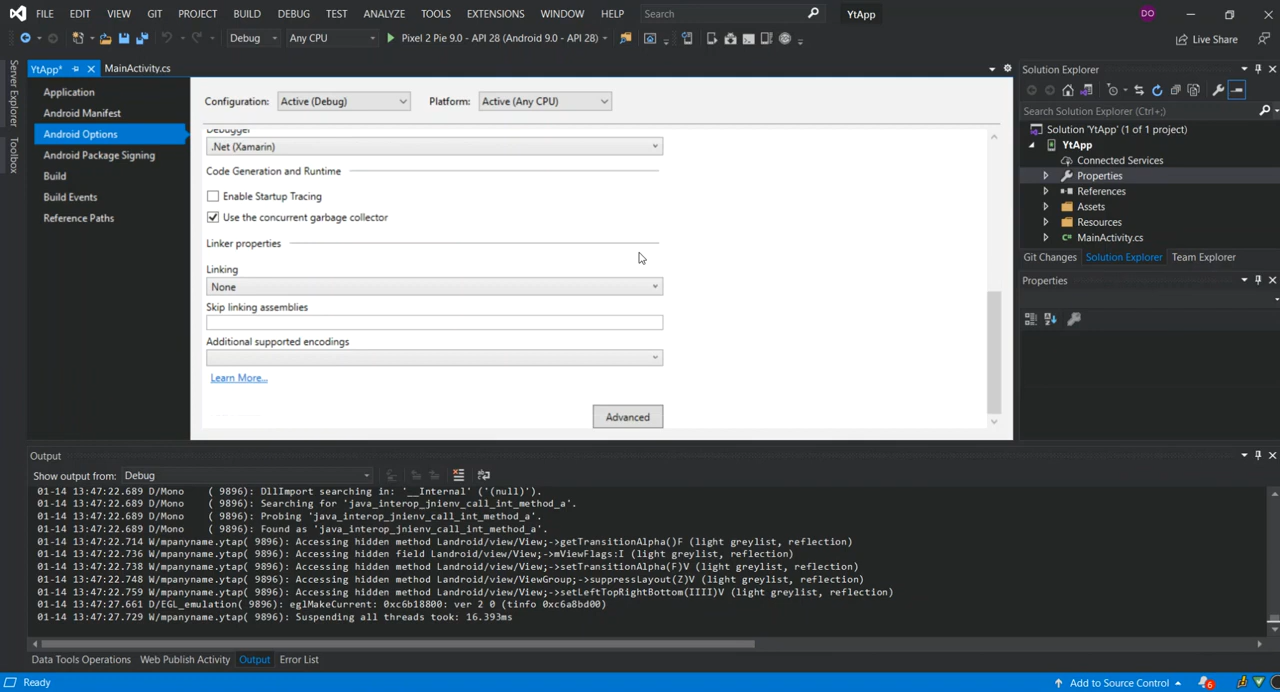 FILE EDIT VIEW GIT PROJECT BUILD DEBUG TEST ANALYZE TOOLS EXTENSIONS WINDOW HELP Search YtApp DO
Debug Any CPU Pixel 2 Pie 9.0 - API 28 (Android 9.0 - API 28) Live Share
YtApp* MainActivity.cs
Server Explorer
Toolbox
Application
Android Manifest
Android Options
Android Package Signing
Build
Build Events
Reference Paths
Configuration: Active (Debug) Platform: Active (Any CPU)
Debugger
.Net (Xamarin)
Code Generation and Runtime
Enable Startup Tracing
Use the concurrent garbage collector
Linker properties
Linking
None
Skip linking assemblies
Additional supported encodings
Learn More...
Advanced
Solution Explorer
Search Solution Explorer (Ctrl+;)
Solution 'YtApp' (1 of 1 project)
YtApp
Connected Services
Properties
References
Assets
Resources
MainActivity.cs
Git Changes Solution Explorer Team Explorer
Properties
Output
Show output from: Debug
01-14 13:47:22.689 D/Mono ( 9896): DllImport searching in: '__Internal' ('(null)').
01-14 13:47:22.689 D/Mono ( 9896): Searching for 'java_interop_jnienv_call_int_method_a'.
01-14 13:47:22.689 D/Mono ( 9896): Probing 'java_interop_jnienv_call_int_method_a'.
01-14 13:47:22.689 D/Mono ( 9896): Found as 'java_interop_jnienv_call_int_method_a'.
01-14 13:47:22.714 W/mpanyname.ytap( 9896): Accessing hidden method Landroid/view/View;->getTransitionAlpha()F (light greylist, reflection)
01-14 13:47:22.736 W/mpanyname.ytap( 9896): Accessing hidden field Landroid/view/View;->mViewFlags:I (light greylist, reflection)
01-14 13:47:22.738 W/mpanyname.ytap( 9896): Accessing hidden method Landroid/view/View;->setTransitionAlpha(F)V (light greylist, reflection)
01-14 13:47:22.748 W/mpanyname.ytap( 9896): Accessing hidden method Landroid/view/ViewGroup;->suppressLayout(Z)V (light greylist, reflection)
01-14 13:47:22.759 W/mpanyname.ytap( 9896): Accessing hidden method Landroid/view/View;->setLeftTopRightBottom(IIII)V (light greylist, reflection)
01-14 13:47:27.661 D/EGL_emulation( 9896): eglMakeCurrent: 0xc6b18800: ver 2 0 (tinfo 0xc6a8bd00)
01-14 13:47:27.729 W/mpanyname.ytap( 9896): Suspending all threads took: 16.393ms
Data Tools Operations Web Publish Activity Output Error List
Ready Add to Source Control 6